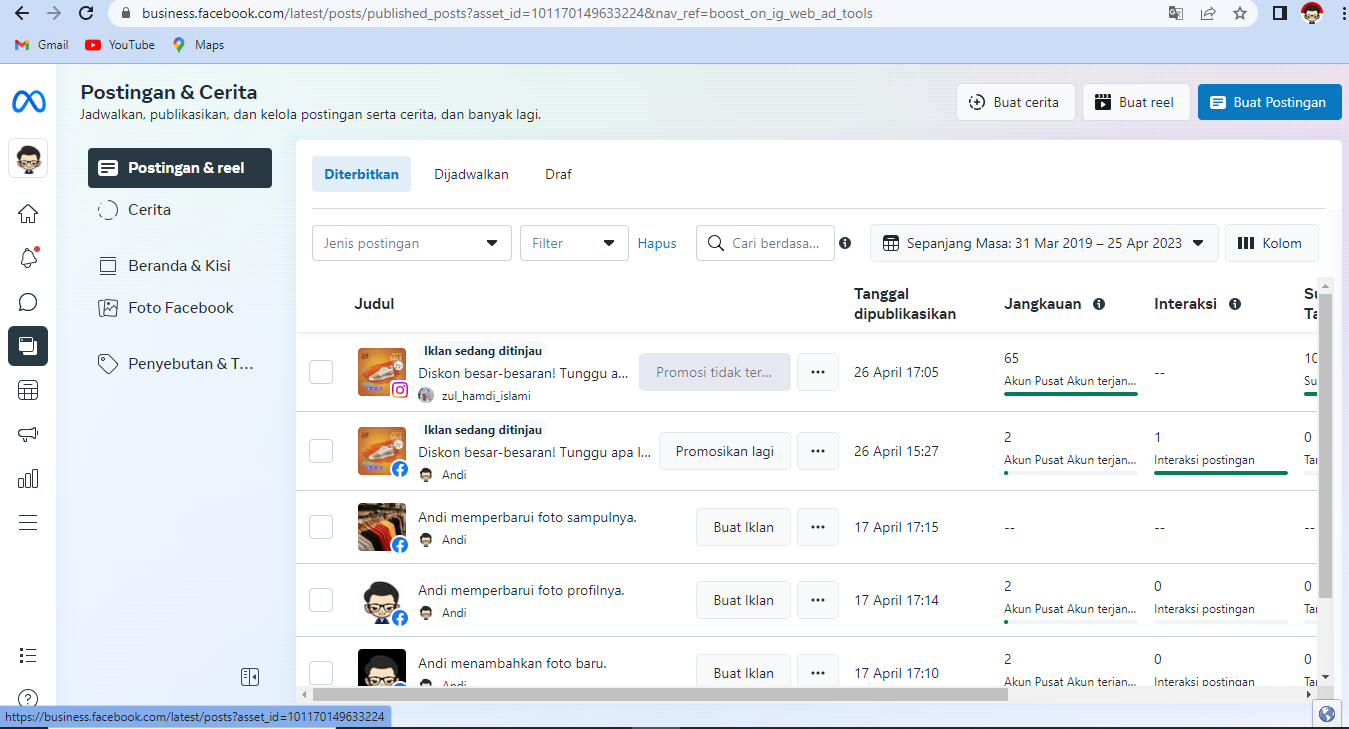 business.facebook.com/latest/posts/published_posts?asset_id=101170149633224&nav_ref=boost_on_ig_web_ad_tools
Gmail YouTube Maps
Postingan & Cerita
Jadwalkan, publikasikan, dan kelola postingan serta cerita, dan banyak lagi.
Buat cerita Buat reel Buat Postingan
Postingan & reel
Cerita
Beranda & Kisi
Foto Facebook
Penyebutan & T...
Diterbitkan Dijadwalkan Draf
Jenis postingan Filter Hapus Cari berdasa... Sepanjang Masa: 31 Mar 2019 – 25 Apr 2023 Kolom
Judul Tanggal dipublikasikan Jangkauan Interaksi Su
Ta
Iklan sedang ditinjau
Diskon besar-besaran! Tunggu a... Promosi tidak ter... ••• 26 April 17:05 65 -- 10
zul_hamdi_islami Akun Pusat Akun terjan... Su
Iklan sedang ditinjau
Diskon besar-besaran! Tunggu apa l... Promosikan lagi ••• 26 April 15:27 2 1 0
Andi Akun Pusat Akun terjan... Interaksi postingan Ta
Andi memperbarui foto sampulnya. Buat Iklan ••• 17 April 17:15 -- -- --
Andi
Andi memperbarui foto profilnya. Buat Iklan ••• 17 April 17:14 2 0 0
Andi Akun Pusat Akun terjan... Interaksi postingan Tai
Andi menambahkan foto baru. Buat Iklan ••• 17 April 17:10 2 0 0
Andi Akun Pusat Akun terjan... Interaksi postingan Tai
https://business.facebook.com/latest/posts?asset_id=101170149633224